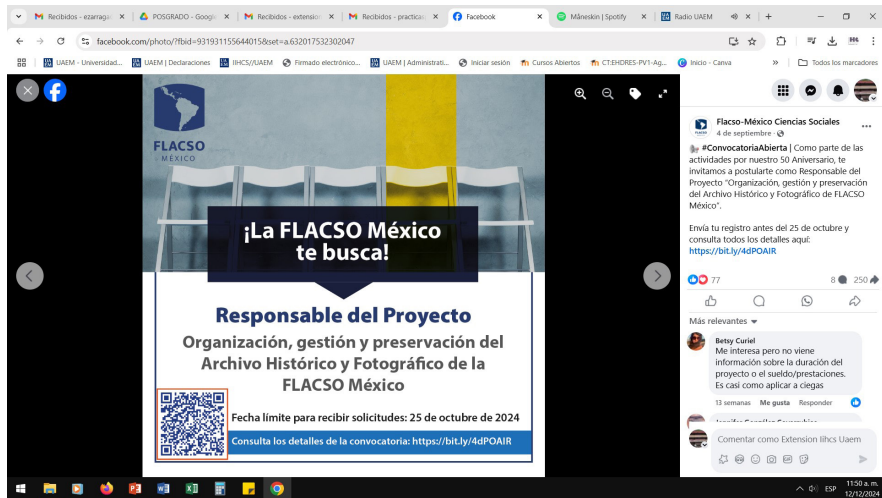 Recibidos - ezarraga
POSGRADO - Google
Recibidos - extension
Recibidos - practicas
Facebook
Måneskin | Spotify
Radio UAEM
facebook.com/photo/?fbid=931931155644015&set=a.632017532302047
UAEM - Universidad...
UAEM | Declaraciones
IIHCS//UAEM
Firmado electrónico...
UAEM | Administrati...
Iniciar sesión
Cursos Abiertos
CT:EHDRES-PV1-Ag...
Inicio - Canva
Todos los marcadores
FLACSO
MÉXICO
¡La FLACSO México
te busca!
Responsable del Proyecto
Organización, gestión y preservación del
Archivo Histórico y Fotográfico de la
FLACSO México
Fecha límite para recibir solicitudes: 25 de octubre de 2024
Consulta los detalles de la convocatoria: https://bit.ly/4dPOAIR
Flacso-México Ciencias Sociales
4 de septiembre ·
#ConvocatoriaAbierta | Como parte de las
actividades por nuestro 50 Aniversario, te
invitamos a postularte como Responsable del
Proyecto "Organización, gestión y preservación
del Archivo Histórico y Fotográfico de FLACSO
México".
Envía tu registro antes del 25 de octubre y
consulta todos los detalles aquí:
https://bit.ly/4dPOAIR
77
8
250
Más relevantes
Betsy Curiel
Me interesa pero no viene
información sobre la duración del
proyecto o el sueldo/prestaciones.
Es casi como aplicar a ciegas
13 semanas Me gusta Responder
Comentar como Extension Iihcs Uaem
ESP
11:50 a. m.
12/12/2024